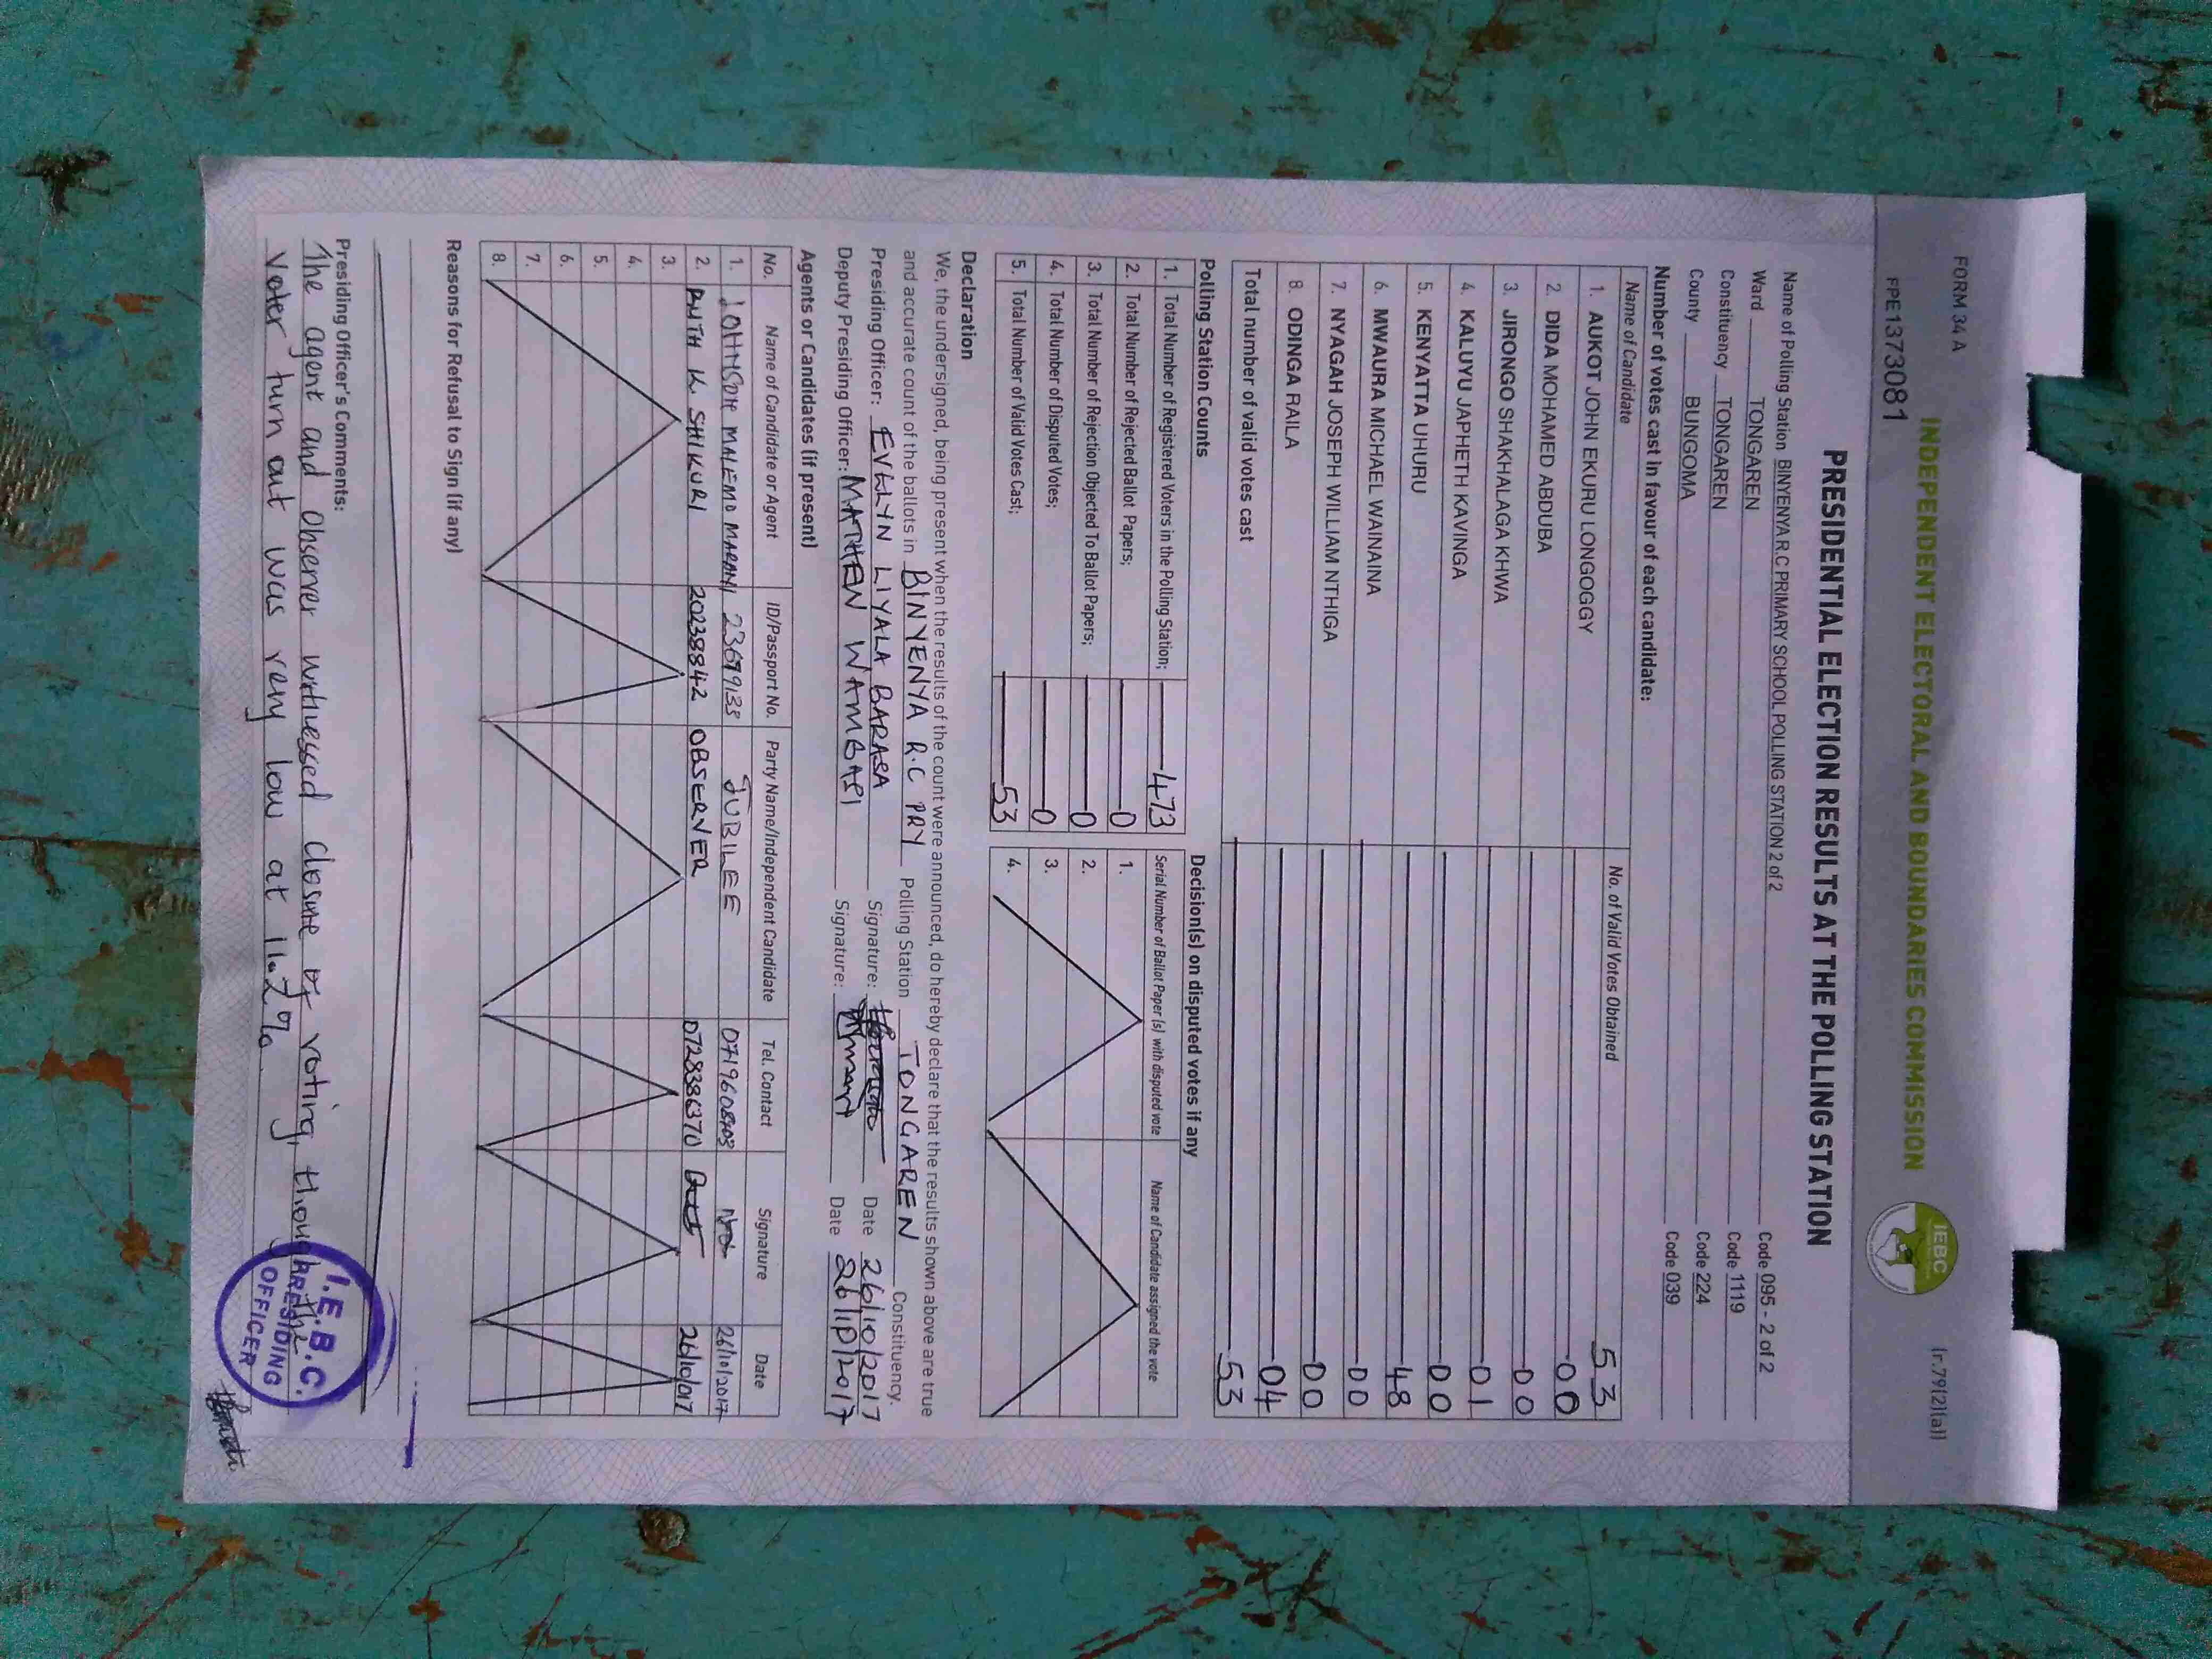 FORM 34 A
(r.79(2)(a))
INDEPENDENT ELECTORAL AND BOUNDARIES COMMISSION
IEBC
FPE1373081
PRESIDENTIAL ELECTION RESULTS AT THE POLLING STATION
Name of Polling Station BINYENYA R.C PRIMARY SCHOOL POLLING STATION 2 of 2 Code 095 - 2 of 2
Ward TONGAREN Code 1119
Constituency TONGAREN Code 224
County BUNGOMA Code 039
Number of votes cast in favour of each candidate:
Name of Candidate No. of Valid Votes Obtained 53
1. AUKOT JOHN EKURU LONGOGGY 00
2. DIDA MOHAMED ABDUBA 00
3. JIRONGO SHAKHALAGA KHWA 01
4. KALUYU JAPHETH KAVINGA 00
5. KENYATTA UHURU 48
6. MWAURA MICHAEL WAINAINA 00
7. NYAGAH JOSEPH WILLIAM NTHIGA 00
8. ODINGA RAILA 04
Total number of valid votes cast 53
Polling Station Counts
1. Total Number of Registered Voters in the Polling Station; 473
2. Total Number of Rejected Ballot Papers; 0
3. Total Number of Rejection Objected To Ballot Papers; 0
4. Total Number of Disputed Votes; 0
5. Total Number of Valid Votes Cast; 53
Decision(s) on disputed votes if any
Serial Number of Ballot Paper (s) with disputed vote Name of Candidate assigned the vote
1.
2.
3.
4.
Declaration
We, the undersigned, being present when the results of the count were announced, do hereby declare that the results shown above are true
and accurate count of the ballots in BINYENYA R.C PRY Polling Station TONGAREN Constituency.
Presiding Officer: EVELYN LIYALA BARASA Signature: Date 26/10/2017
Deputy Presiding Officer: MATHEW WAMBASI Signature: Date 26/10/2017
Agents or Candidates (if present)
No. Name of Candidate or Agent ID/Passport No. Party Name/Independent Candidate Tel. Contact Signature Date
1. JOHNSON MALEMO 23699133 JUBILEE 26/10/2017
2. RUTH K. SHIKURI 20238842 OBSERVER 0728386370 26/10/017
3.
4.
5.
6.
7.
8.
Reasons for Refusal to Sign (if any)
Presiding Officer's Comments:
The agent and Observer witnessed closure of voting, though the
voter turn out was very low at 11.2%.
I.E.B.C.
PRESIDING
OFFICER